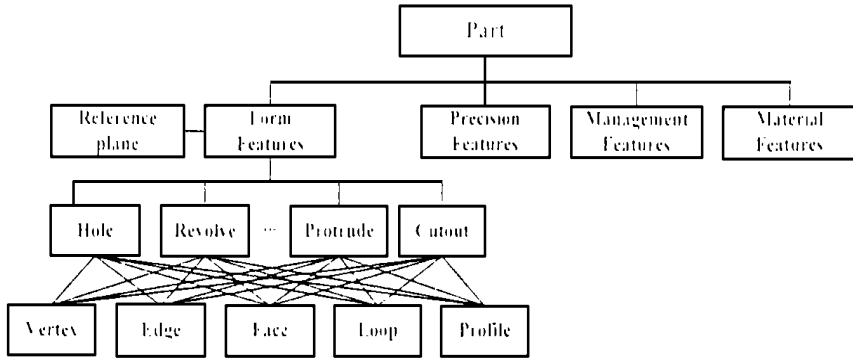 Part
Reference
plane
Form
Features
Precision
Features
Management
Features
Material
Features
Hole
Revolve
...
Protrude
Cutout
Vertex
Edge
Face
Loop
Profile